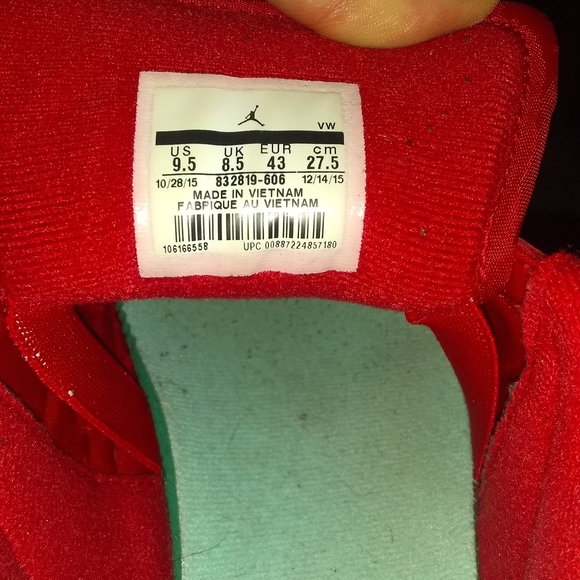 VW
US UK EUR cm
9.5 8.5 43 27.5
10/28/15 832819-606 12/14/15
MADE IN VIETNAM
FABRIQUE AU VIETNAM
106166558 UPC 00887224857180